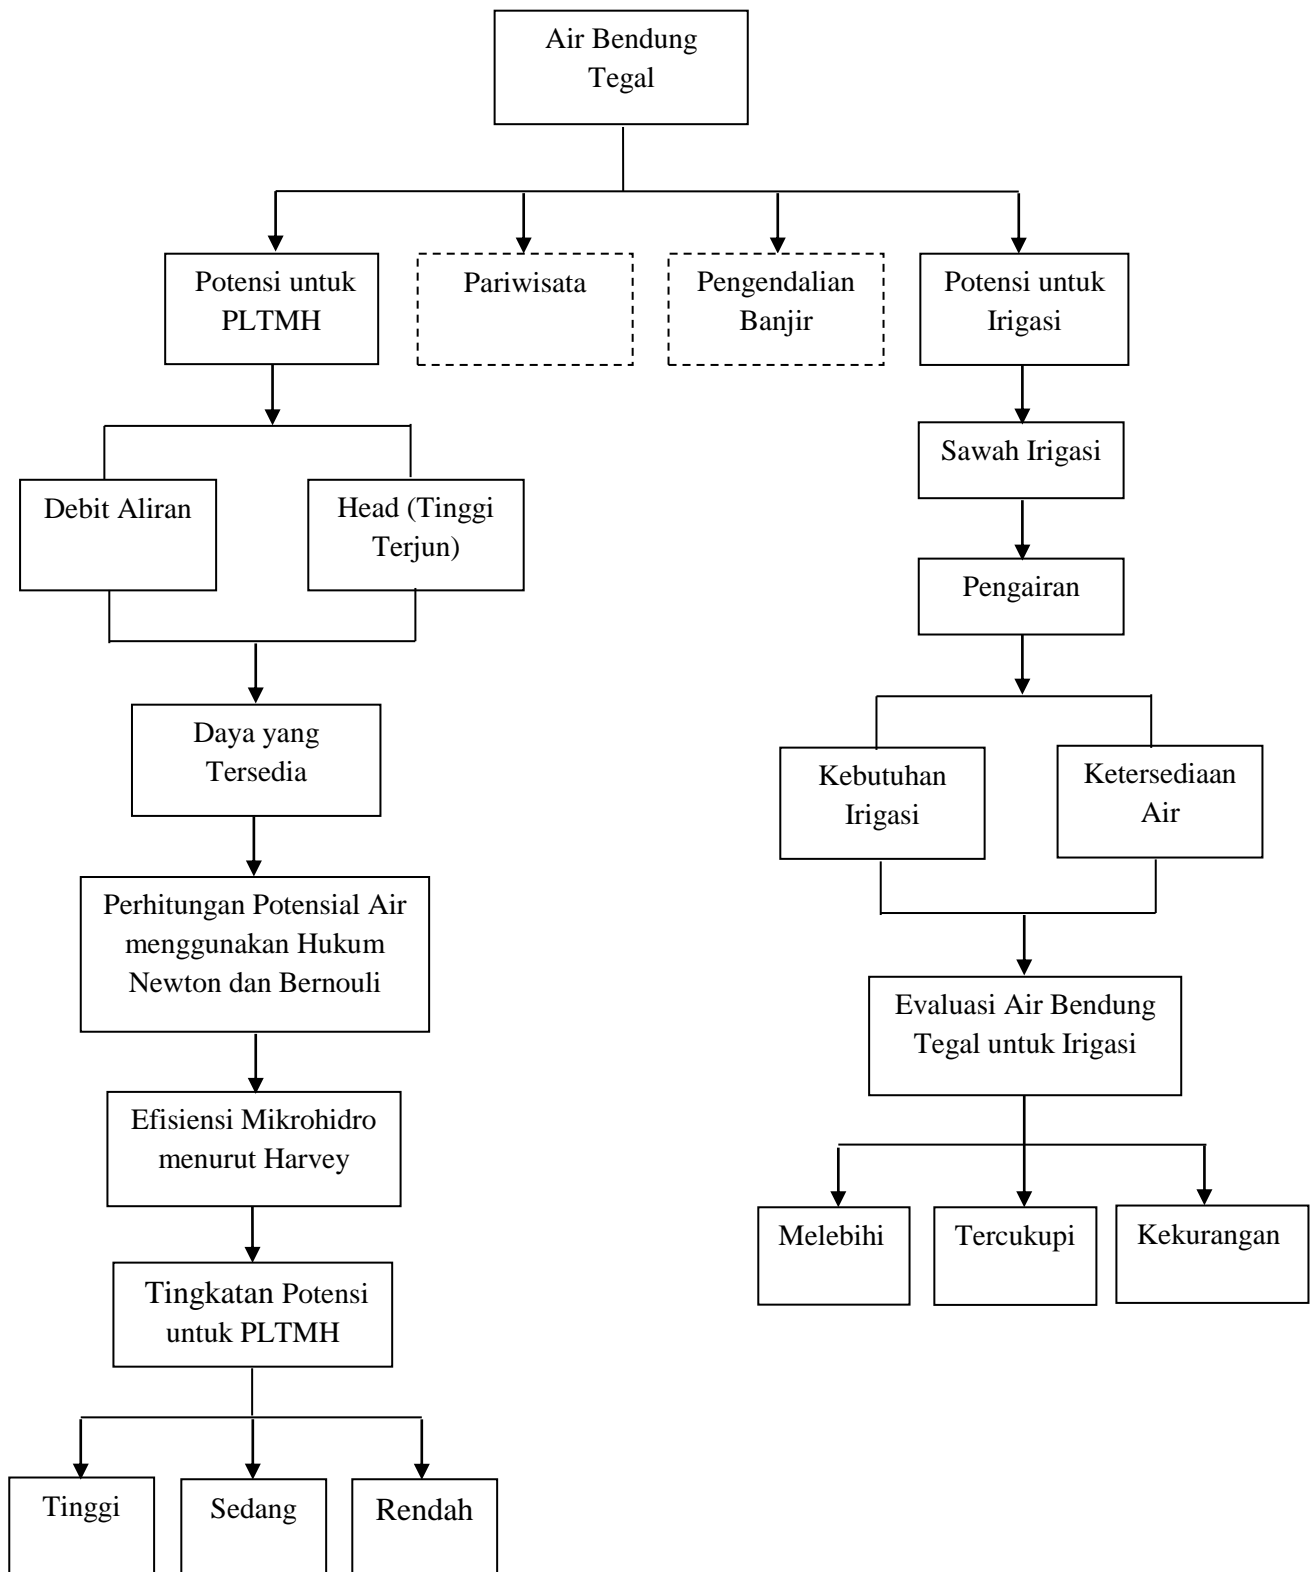 Air Bendung
Tegal
Potensi untuk
PLTMH
Pariwisata
Pengendalian
Banjir
Potensi untuk
Irigasi
Debit Aliran
Head (Tinggi
Terjun)
Daya yang
Tersedia
Perhitungan Potensial Air
menggunakan Hukum
Newton dan Bernouli
Efisiensi Mikrohidro
menurut Harvey
Tingkatan Potensi
untuk PLTMH
Tinggi
Sedang
Rendah
Sawah Irigasi
Pengairan
Kebutuhan
Irigasi
Ketersediaan
Air
Evaluasi Air Bendung
Tegal untuk Irigasi
Melebihi
Tercukupi
Kekurangan